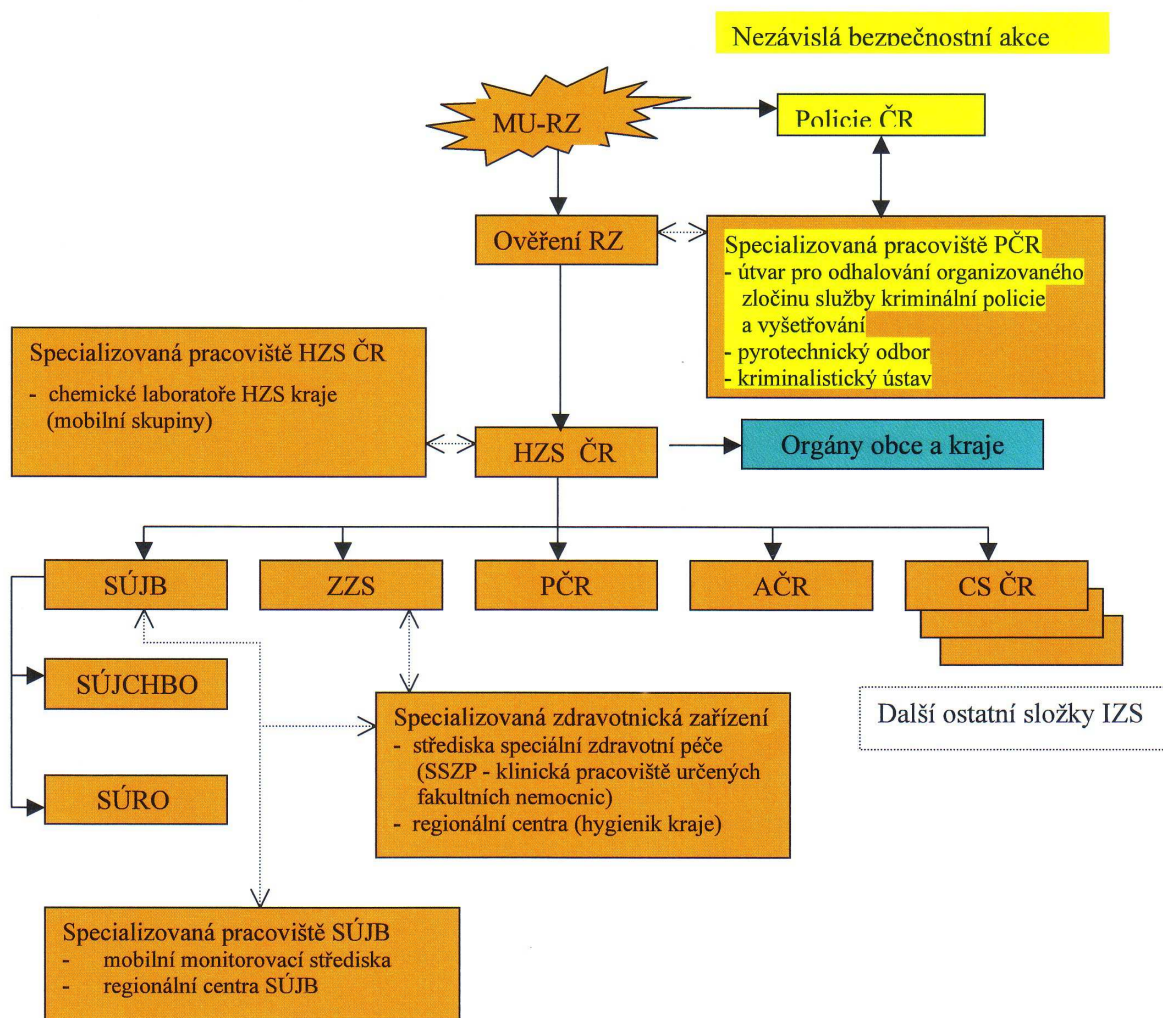 Nezávislá bezpečnostní akce
MU-RZ
Policie ČR
Ověření RZ
Specializovaná pracoviště PČR
- útvar pro odhalování organizovaného
zločinu služby kriminální policie
a vyšetřování
- pyrotechnický odbor
- kriminalistický ústav
Specializovaná pracoviště HZS ČR
- chemické laboratoře HZS kraje
(mobilní skupiny)
HZS ČR
Orgány obce a kraje
SÚJB
ZZS
PČR
AČR
CS ČR
SÚJCHBO
SÚRO
Specializovaná zdravotnická zařízení
- střediska speciální zdravotní péče
(SSZP - klinická pracoviště určených
fakultních nemocnic)
- regionální centra (hygienik kraje)
Další ostatní složky IZS
Specializovaná pracoviště SÚJB
- mobilní monitorovací střediska
- regionální centra SÚJB